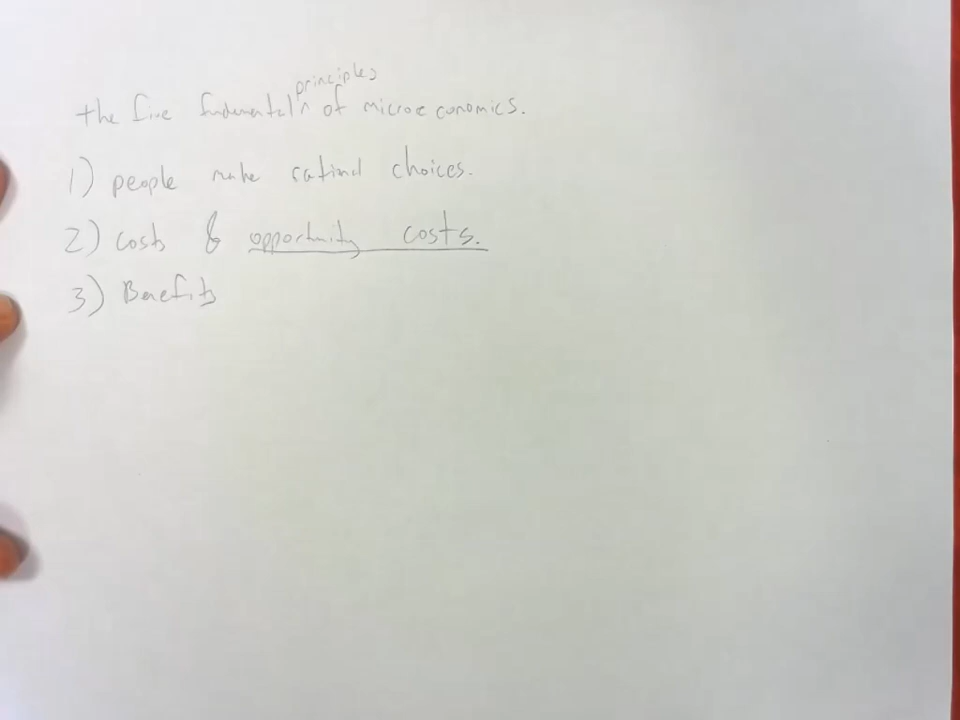 the five fundamental principles of microeconomics.
1) people make rational choices.
2) costs & opportunity costs.
3) Benefits